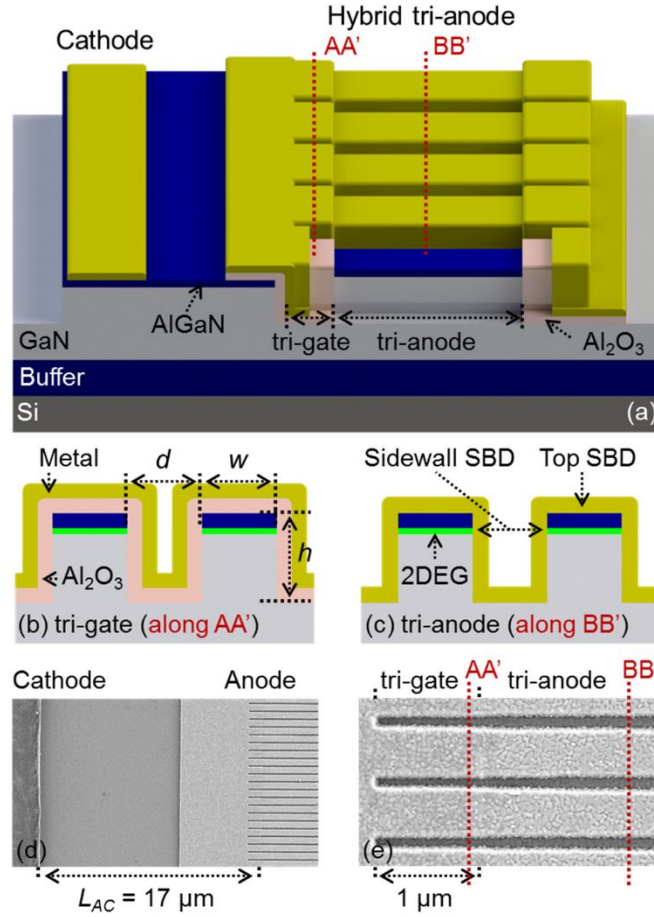 Hybrid tri-anode
Cathode
AA’
BB’
AlGaN
GaN
tri-gate
tri-anode
Al2O3
Buffer
Si
(a)
Metal
d
w
Sidewall SBD
Top SBD
h
Al2O3
2DEG
(b) tri-gate (along AA’)
(c) tri-anode (along BB’)
Cathode
Anode
tri-gate
AA’
tri-anode
BB
(d)
(e)
LAC = 17 μm
1 μm